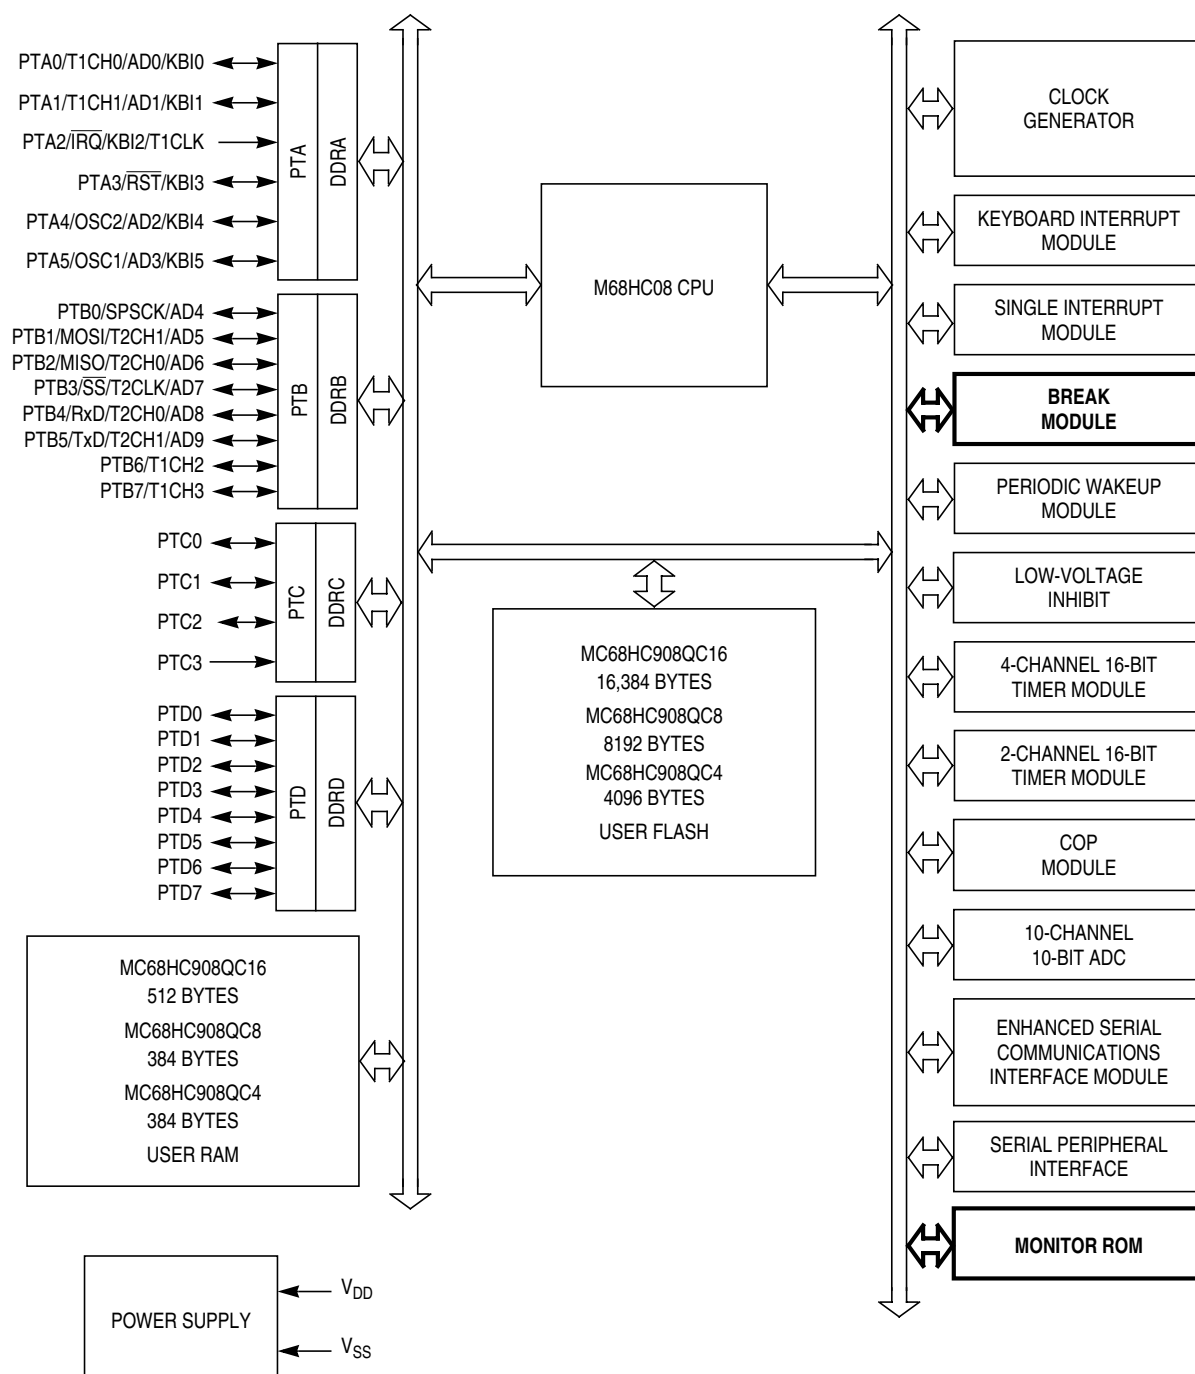 PTA0/T1CH0/AD0/KBI0
PTA1/T1CH1/AD1/KBI1
PTA2/I̅R̅Q̅/KBI2/T1CLK
PTA3/R̅S̅T̅/KBI3
PTA4/OSC2/AD2/KBI4
PTA5/OSC1/AD3/KBI5
PTA
DDRA
PTB0/SPSCK/AD4
PTB1/MOSI/T2CH1/AD5
PTB2/MISO/T2CH0/AD6
PTB3/S̅S̅/T2CLK/AD7
PTB4/RxD/T2CH0/AD8
PTB5/TxD/T2CH1/AD9
PTB6/T1CH2
PTB7/T1CH3
PTB
DDRB
PTC0
PTC1
PTC2
PTC3
PTC
DDRC
PTD0
PTD1
PTD2
PTD3
PTD4
PTD5
PTD6
PTD7
PTD
DDRD
MC68HC908QC16
512 BYTES
MC68HC908QC8
384 BYTES
MC68HC908QC4
384 BYTES
USER RAM
POWER SUPPLY
VDD
VSS
M68HC08 CPU
MC68HC908QC16
16,384 BYTES
MC68HC908QC8
8192 BYTES
MC68HC908QC4
4096 BYTES
USER FLASH
CLOCK
GENERATOR
KEYBOARD INTERRUPT
MODULE
SINGLE INTERRUPT
MODULE
BREAK
MODULE
PERIODIC WAKEUP
MODULE
LOW-VOLTAGE
INHIBIT
4-CHANNEL 16-BIT
TIMER MODULE
2-CHANNEL 16-BIT
TIMER MODULE
COP
MODULE
10-CHANNEL
10-BIT ADC
ENHANCED SERIAL
COMMUNICATIONS
INTERFACE MODULE
SERIAL PERIPHERAL
INTERFACE
MONITOR ROM